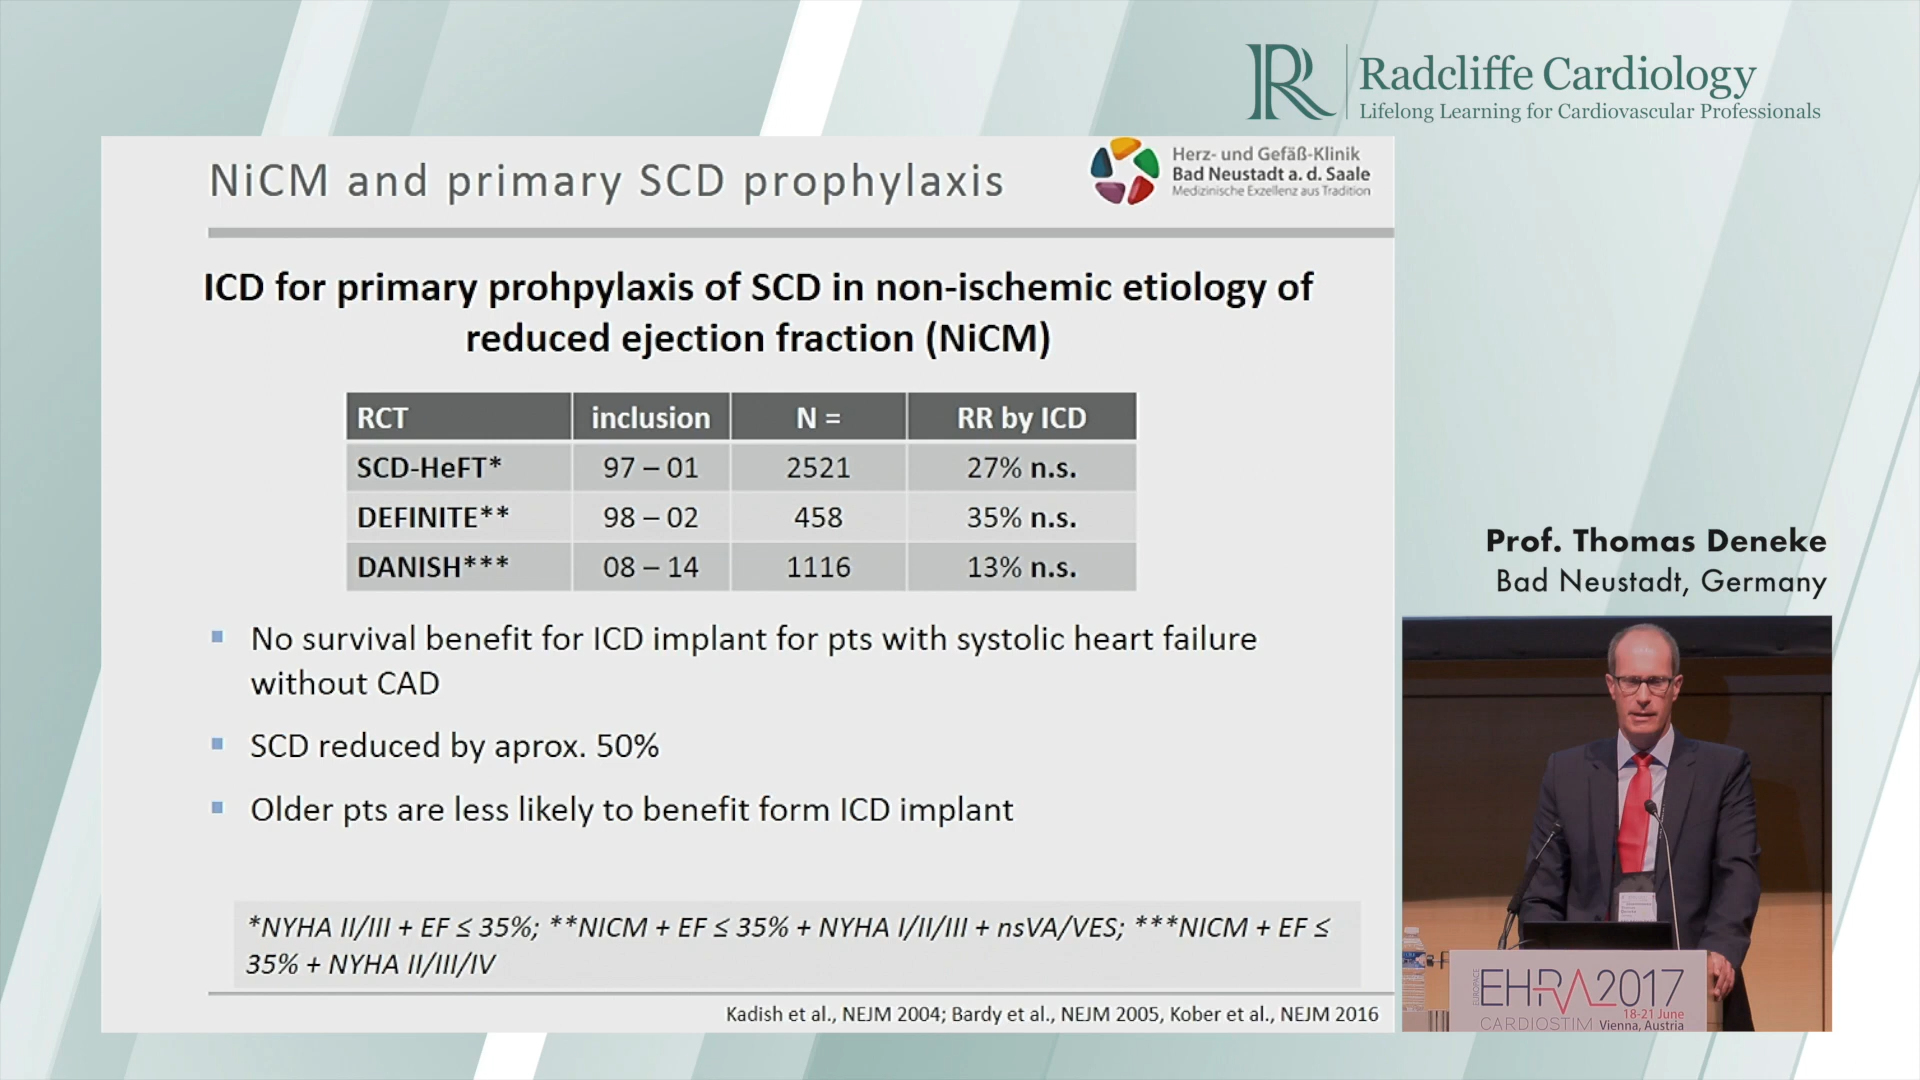 Radcliffe Cardiology
Lifelong Learning for Cardiovascular Professionals
NiCM and primary SCD prophylaxis
Herz- und Gefäß-Klinik
Bad Neustadt a. d. Saale
Medizinische Exzellenz aus Tradition
ICD for primary prohpylaxis of SCD in non-ischemic etiology of
reduced ejection fraction (NiCM)
RCT inclusion N = RR by ICD
SCD-HeFT* 97 – 01 2521 27% n.s.
DEFINITE** 98 – 02 458 35% n.s.
DANISH*** 08 – 14 1116 13% n.s.
No survival benefit for ICD implant for pts with systolic heart failure
without CAD
SCD reduced by aprox. 50%
Older pts are less likely to benefit form ICD implant
*NYHA II/III + EF ≤ 35%; **NICM + EF ≤ 35% + NYHA I/II/III + nsVA/VES; ***NICM + EF ≤
35% + NYHA II/III/IV
Kadish et al., NEJM 2004; Bardy et al., NEJM 2005, Kober et al., NEJM 2016
Prof. Thomas Deneke
Bad Neustadt, Germany
EUROPACE
EHRA2017
18-21 June
CARDIOSTIM Vienna, Austria